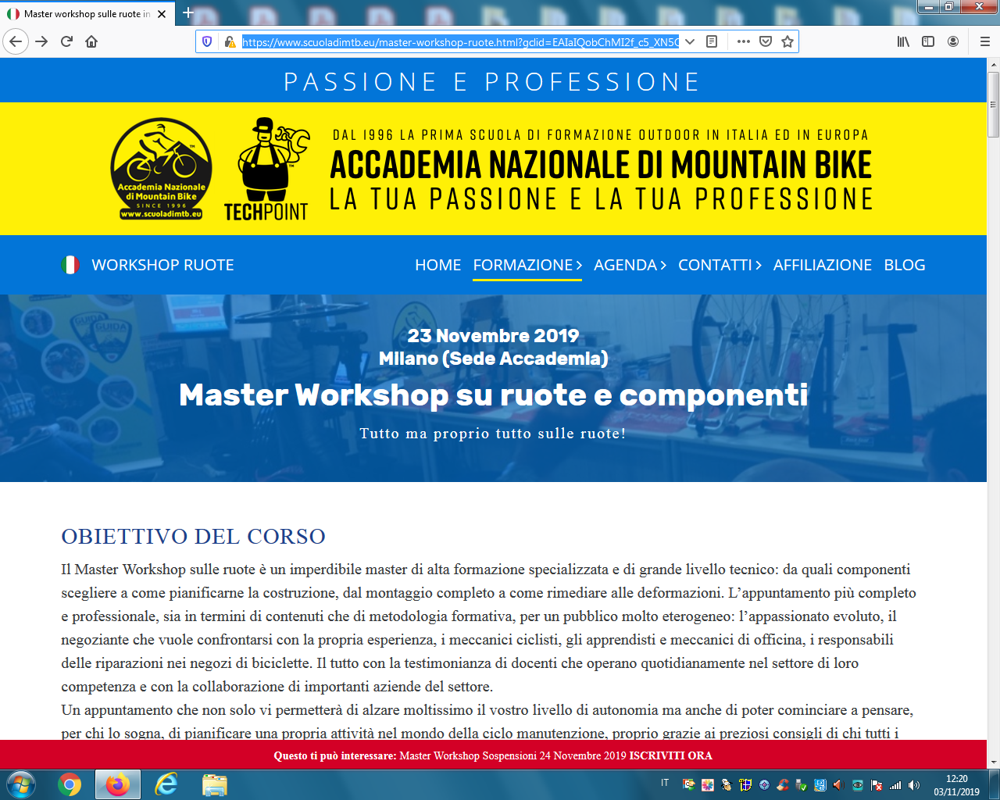 Master workshop sulle ruote in
https://www.scuoladimtb.eu/master-workshop-ruote.html?gclid=EAIaIQobChMI2f_c5_XN5
PASSIONE E PROFESSIONE
Accademia Nazionale
di Mountain Bike
SINCE 1996
www.scuoladimtb.eu
TECHPOINT
DAL 1996 LA PRIMA SCUOLA DI FORMAZIONE OUTDOOR IN ITALIA ED IN EUROPA
ACCADEMIA NAZIONALE DI MOUNTAIN BIKE
LA TUA PASSIONE E LA TUA PROFESSIONE
WORKSHOP RUOTE HOME FORMAZIONE AGENDA CONTATTI AFFILIAZIONE BLOG
GUIDA GUIDA
23 Novembre 2019
Milano (Sede Accademia)
Master Workshop su ruote e componenti
Tutto ma proprio tutto sulle ruote!
OBIETTIVO DEL CORSO
Il Master Workshop sulle ruote è un imperdibile master di alta formazione specializzata e di grande livello tecnico: da quali componenti
scegliere a come pianificarne la costruzione, dal montaggio completo a come rimediare alle deformazioni. L’appuntamento più completo
e professionale, sia in termini di contenuti che di metodologia formativa, per un pubblico molto eterogeneo: l’appassionato evoluto, il
negoziante che vuole confrontarsi con la propria esperienza, i meccanici ciclisti, gli apprendisti e meccanici di officina, i responsabili
delle riparazioni nei negozi di biciclette. Il tutto con la testimonianza di docenti che operano quotidianamente nel settore di loro
competenza e con la collaborazione di importanti aziende del settore.
Un appuntamento che non solo vi permetterà di alzare moltissimo il vostro livello di autonomia ma anche di poter cominciare a pensare,
per chi lo sogna, di pianificare una propria attività nel mondo della ciclo manutenzione, proprio grazie ai preziosi consigli di chi tutti i
Questo ti può interessare: Master Workshop Sospensioni 24 Novembre 2019 ISCRIVITI ORA
IT
12:20
03/11/2019